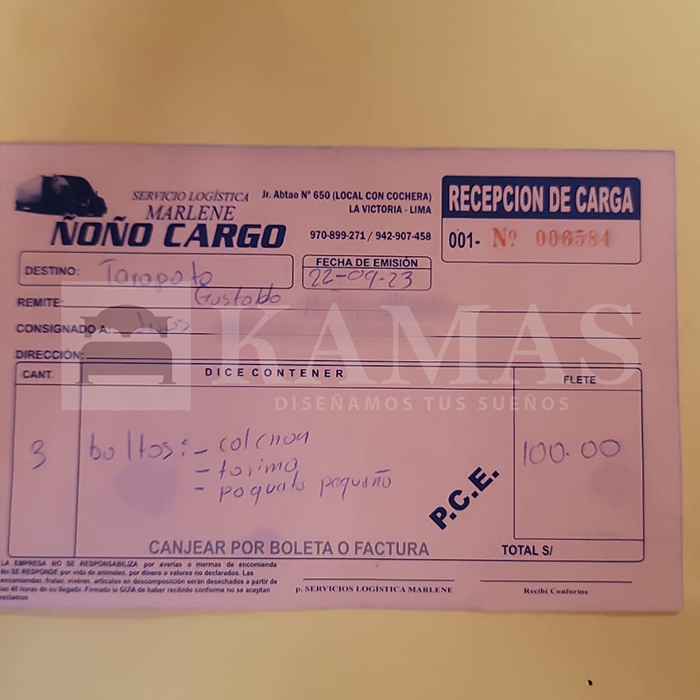 SERVICIO LOGÍSTICA
MARLENE
ÑOÑO CARGO
Jr. Abtao Nº 650 (LOCAL CON COCHERA)
LA VICTORIA - LIMA
970-899-271 / 942-907-458
RECEPCION DE CARGA
001- Nº 006584
DESTINO: Tarapoto
FECHA DE EMISIÓN
22-09-23
REMITE: Gustabo
CONSIGNADO A:
DIRECCIÓN:
KAMAS
DISEÑAMOS TUS SUEÑOS
CANT. DICE CONTENER FLETE
3 boltos: - colchon 100.00
- tarima
- paquete pequeño
P.C.E.
CANJEAR POR BOLETA O FACTURA TOTAL S/
LA EMPRESA NO SE RESPONSABILIZA por averías o mermas de encomienda
No SE RESPONDE por vida de animales, por dinero o valores no declarados. Las
encomiendas, frutas, víveres, artículos en descomposición serán desechados a partir de
las 48 horas de su llegada. Firmada la GUÍA de haber recibido conforme no se aceptan
reclamos
p. SERVICIOS LOGÍSTICA MARLENE
Recibí Conforme